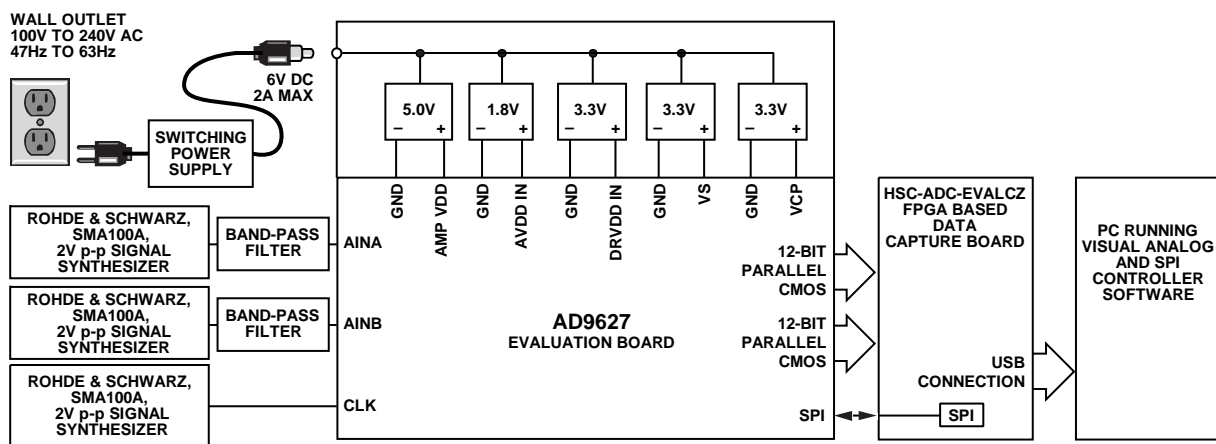 WALL OUTLET
100V TO 240V AC
47Hz TO 63Hz
6V DC
2A MAX
SWITCHING
POWER
SUPPLY
5.0V
– +
1.8V
– +
3.3V
– +
3.3V
– +
3.3V
– +
GND
AMP VDD
GND
AVDD IN
GND
DRVDD IN
GND
VS
GND
VCP
ROHDE & SCHWARZ,
SMA100A,
2V p-p SIGNAL
SYNTHESIZER
BAND-PASS
FILTER
AINA
ROHDE & SCHWARZ,
SMA100A,
2V p-p SIGNAL
SYNTHESIZER
BAND-PASS
FILTER
AINB
ROHDE & SCHWARZ,
SMA100A,
2V p-p SIGNAL
SYNTHESIZER
CLK
AD9627
EVALUATION BOARD
12-BIT
PARALLEL
CMOS
12-BIT
PARALLEL
CMOS
SPI
HSC-ADC-EVALCZ
FPGA BASED
DATA
CAPTURE BOARD
USB
CONNECTION
SPI
PC RUNNING
VISUAL ANALOG
AND SPI
CONTROLLER
SOFTWARE